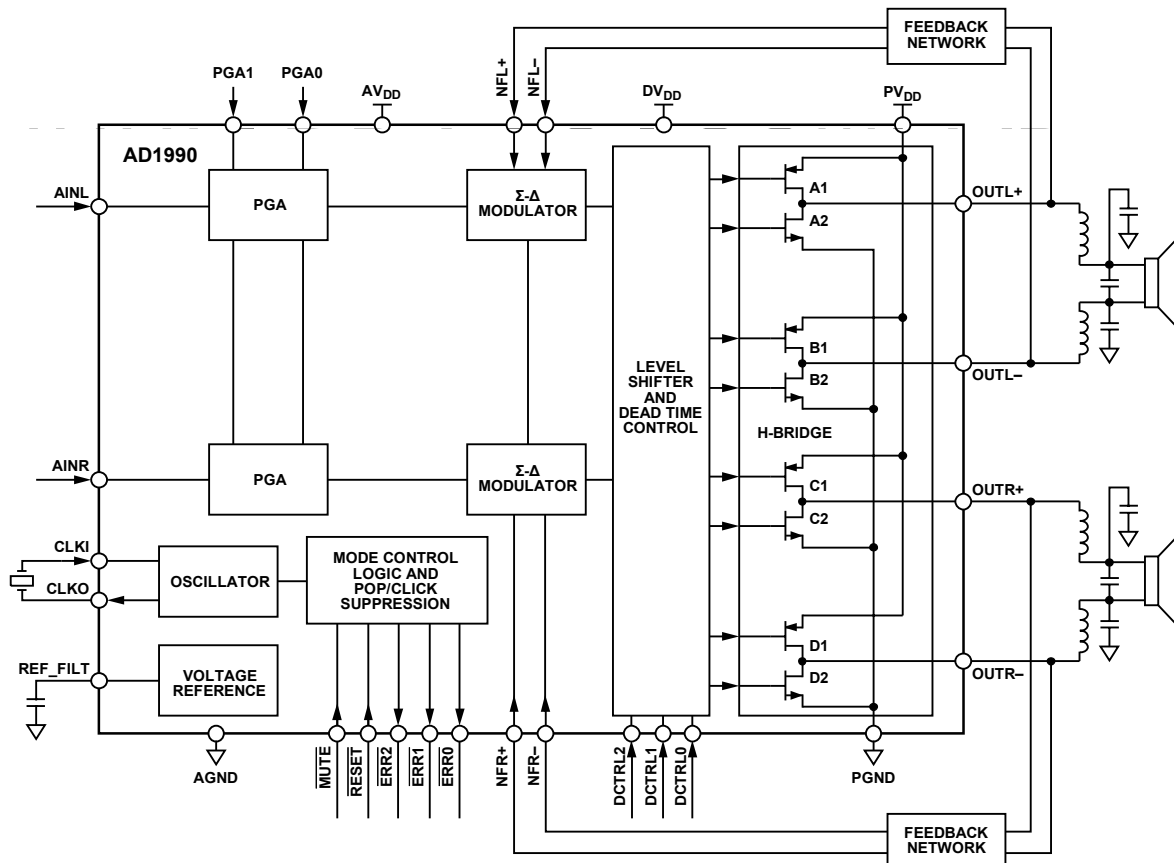 FEEDBACK
NETWORK
PGA1
PGA0
AVDD
NFL+
NFL–
DVDD
PVDD
AD1990
AINL
PGA
Σ-Δ
MODULATOR
A1
A2
OUTL+
B1
B2
OUTL–
LEVEL
SHIFTER
AND
DEAD TIME
CONTROL
H-BRIDGE
AINR
PGA
Σ-Δ
MODULATOR
C1
C2
OUTR+
CLKI
CLKO
OSCILLATOR
MODE CONTROL
LOGIC AND
POP/CLICK
SUPPRESSION
D1
D2
OUTR–
REF_FILT
VOLTAGE
REFERENCE
AGND
MUTE
RESET
ERR2
ERR1
ERR0
NFR+
NFR–
DCTRL2
DCTRL1
DCTRL0
PGND
FEEDBACK
NETWORK